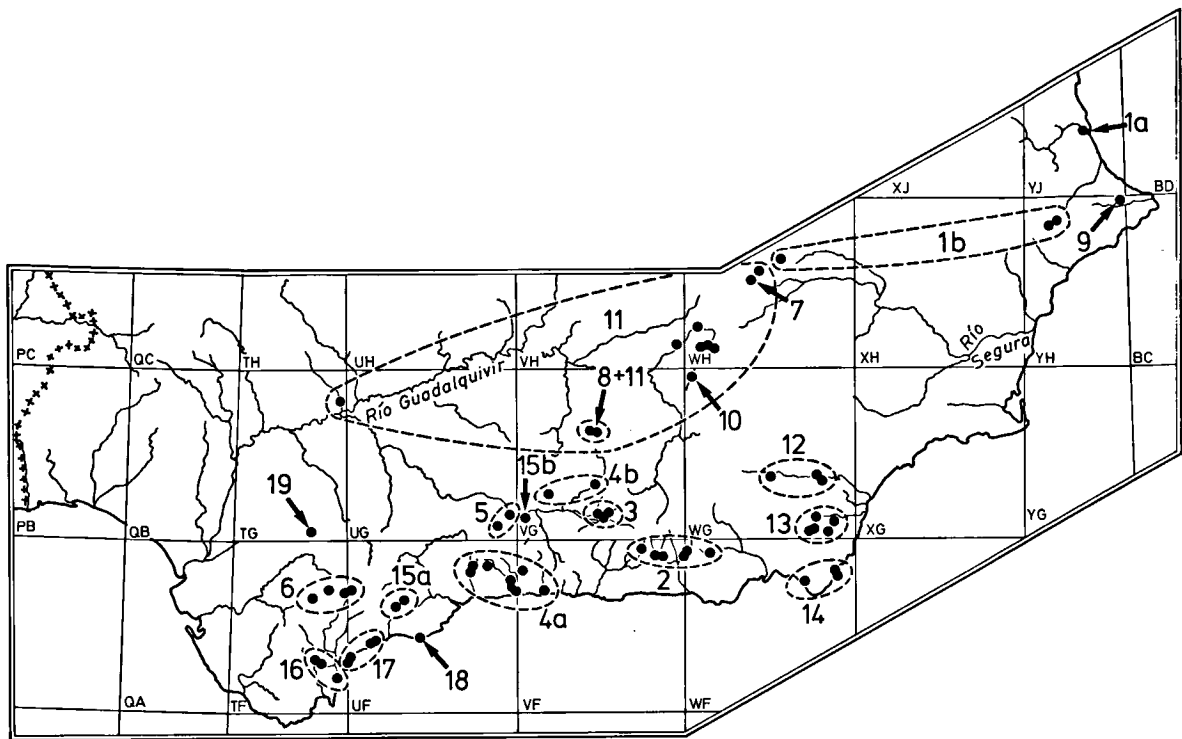 1a
XJ
YJ
BD
1b
9
11
7
Río
Segura
PC
QC
TH
UH
VH
WH
XH
YH
BC
Río Guadalquivir
8+11
10
15b
4b
12
19
5
3
13
PB
QB
TG
UG
VG
WG
XG
YG
6
15a
2
14
4a
16
17
18
QA
TF
UF
VF
WF